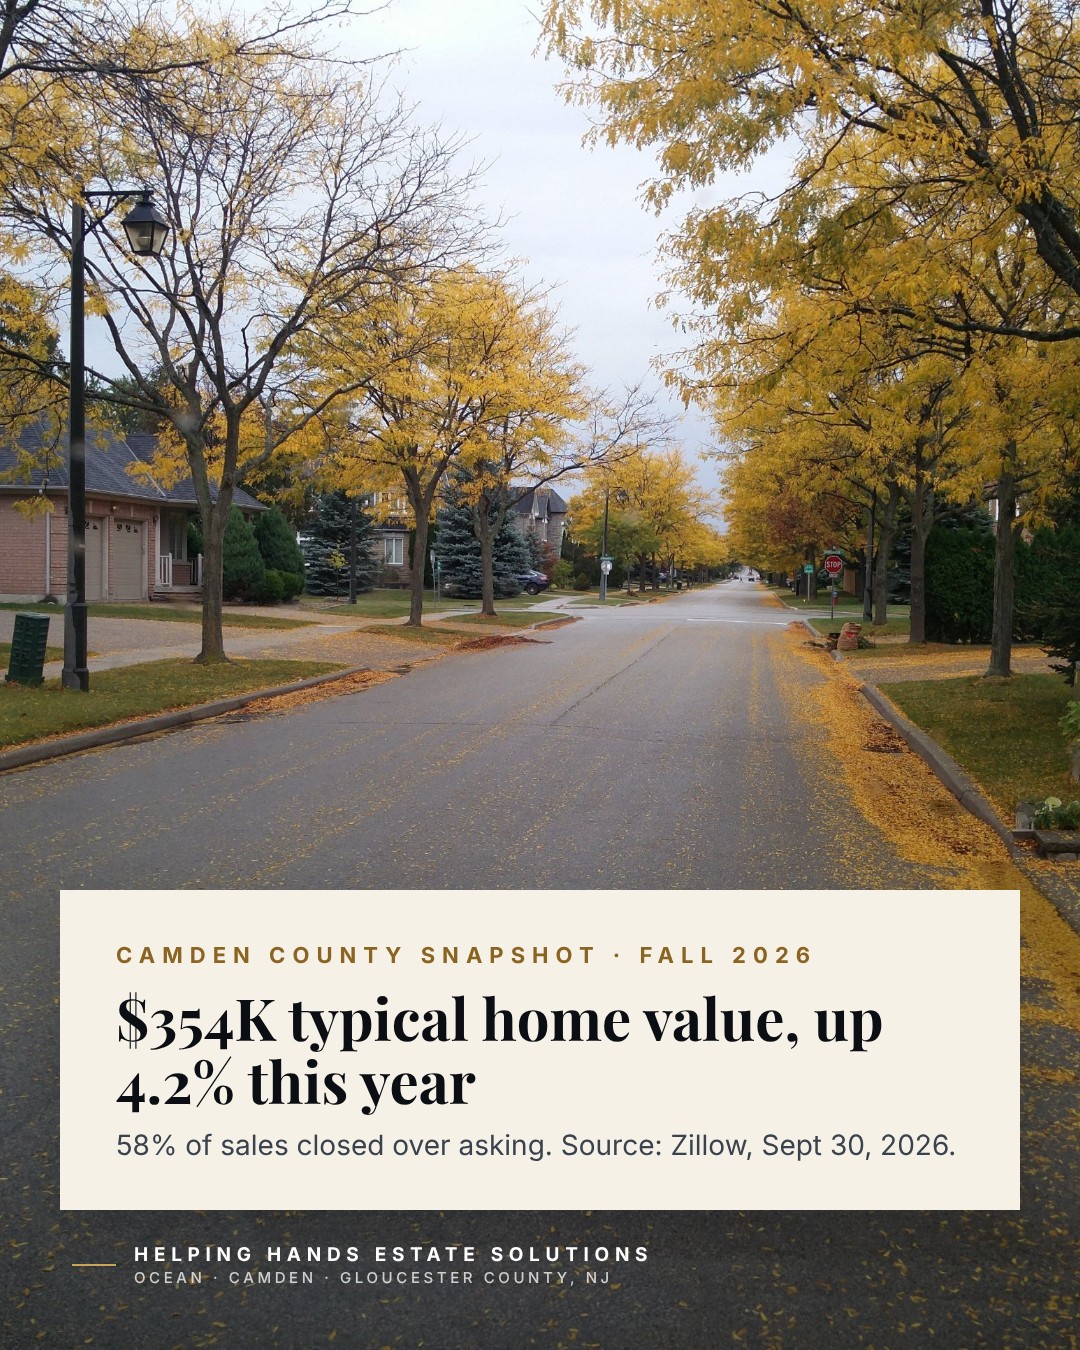 STOP
CAMDEN COUNTY SNAPSHOT · FALL 2026
$354K typical home value, up
4.2% this year
58% of sales closed over asking. Source: Zillow, Sept 30, 2026.
HELPING HANDS ESTATE SOLUTIONS
OCEAN · CAMDEN · GLOUCESTER COUNTY, NJ